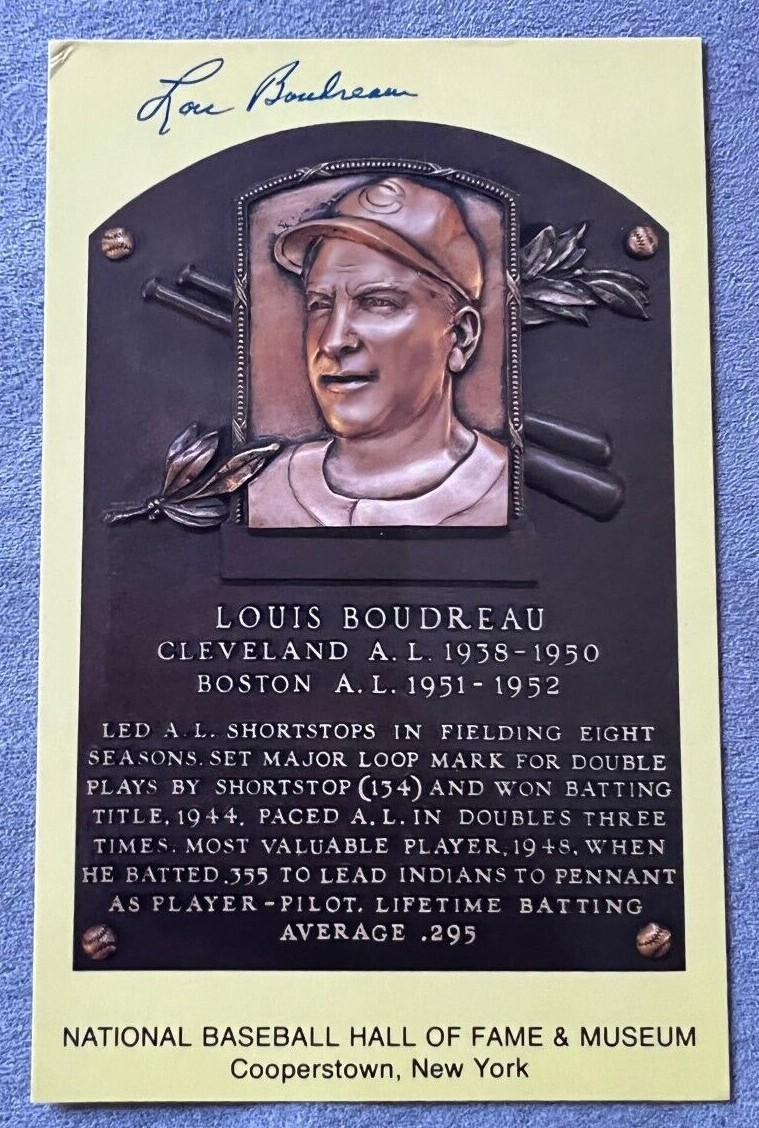 Lou Boudreau
C
LOUIS BOUDREAU
CLEVELAND A.L. 1938-1950
BOSTON A.L. 1951-1952
LED A.L. SHORTSTOPS IN FIELDING EIGHT
SEASONS. SET MAJOR LOOP MARK FOR DOUBLE
PLAYS BY SHORTSTOP (134) AND WON BATTING
TITLE, 1944. PACED A.L. IN DOUBLES THREE
TIMES. MOST VALUABLE PLAYER, 1948, WHEN
HE BATTED .355 TO LEAD INDIANS TO PENNANT
AS PLAYER-PILOT. LIFETIME BATTING
AVERAGE .295
NATIONAL BASEBALL HALL OF FAME & MUSEUM
Cooperstown, New York